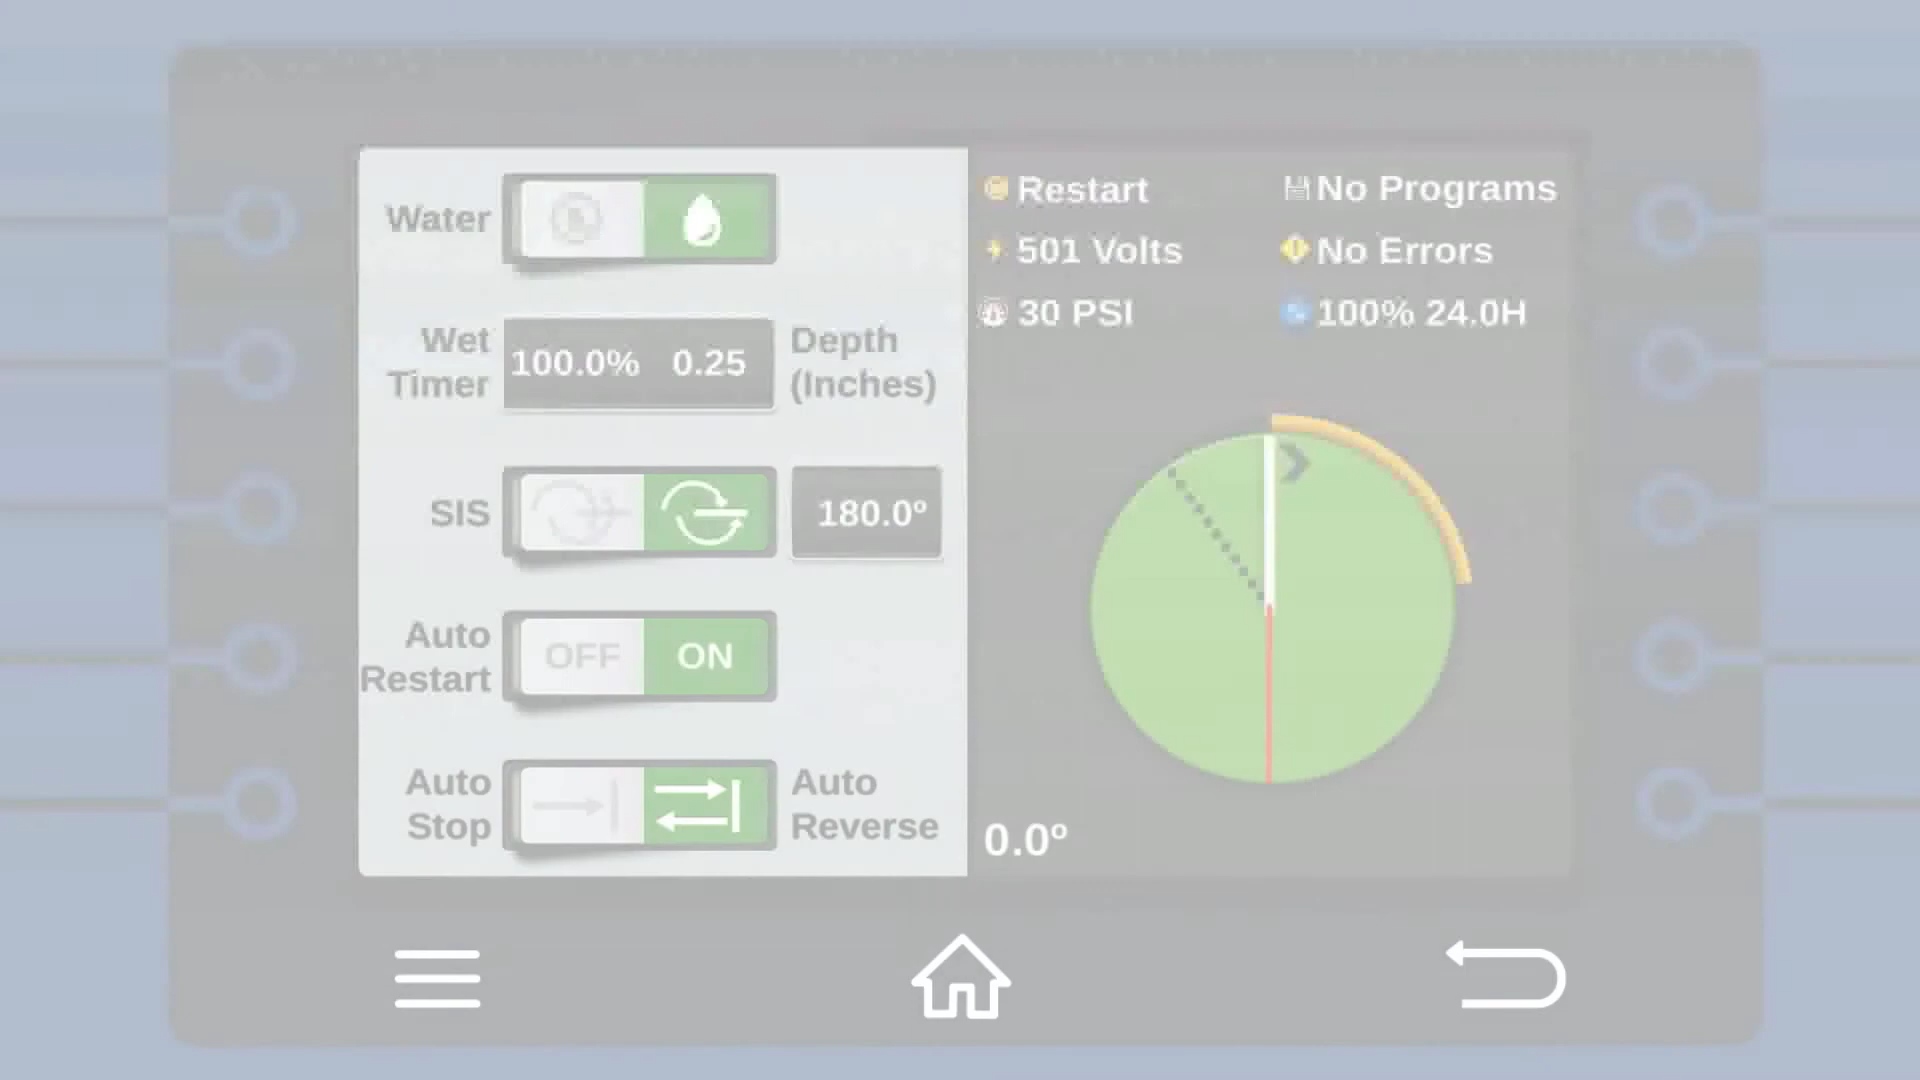 Water
Wet
Timer
100.0% 0.25
Depth
(Inches)
SIS
180.0º
Auto
Restart
OFF ON
Auto
Stop
Auto
Reverse
Restart
No Programs
501 Volts
No Errors
30 PSI
100% 24.0H
0.0º